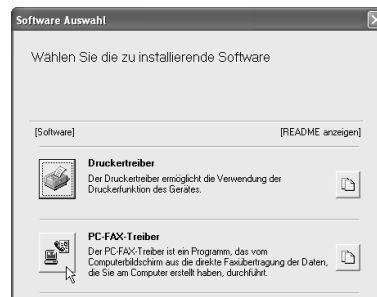 Software Auswahl
Wählen Sie die zu installierende Software
[Software] [README anzeigen]
Druckertreiber
Der Druckertreiber ermöglicht die Verwendung der
Druckerfunktion des Gerätes.
PC-FAX-Treiber
Der PC-FAX-Treiber ist ein Programm, das vom
Computerbildschirm aus die direkte Faxübertragung der Daten,
die Sie am Computer erstellt haben, durchführt.